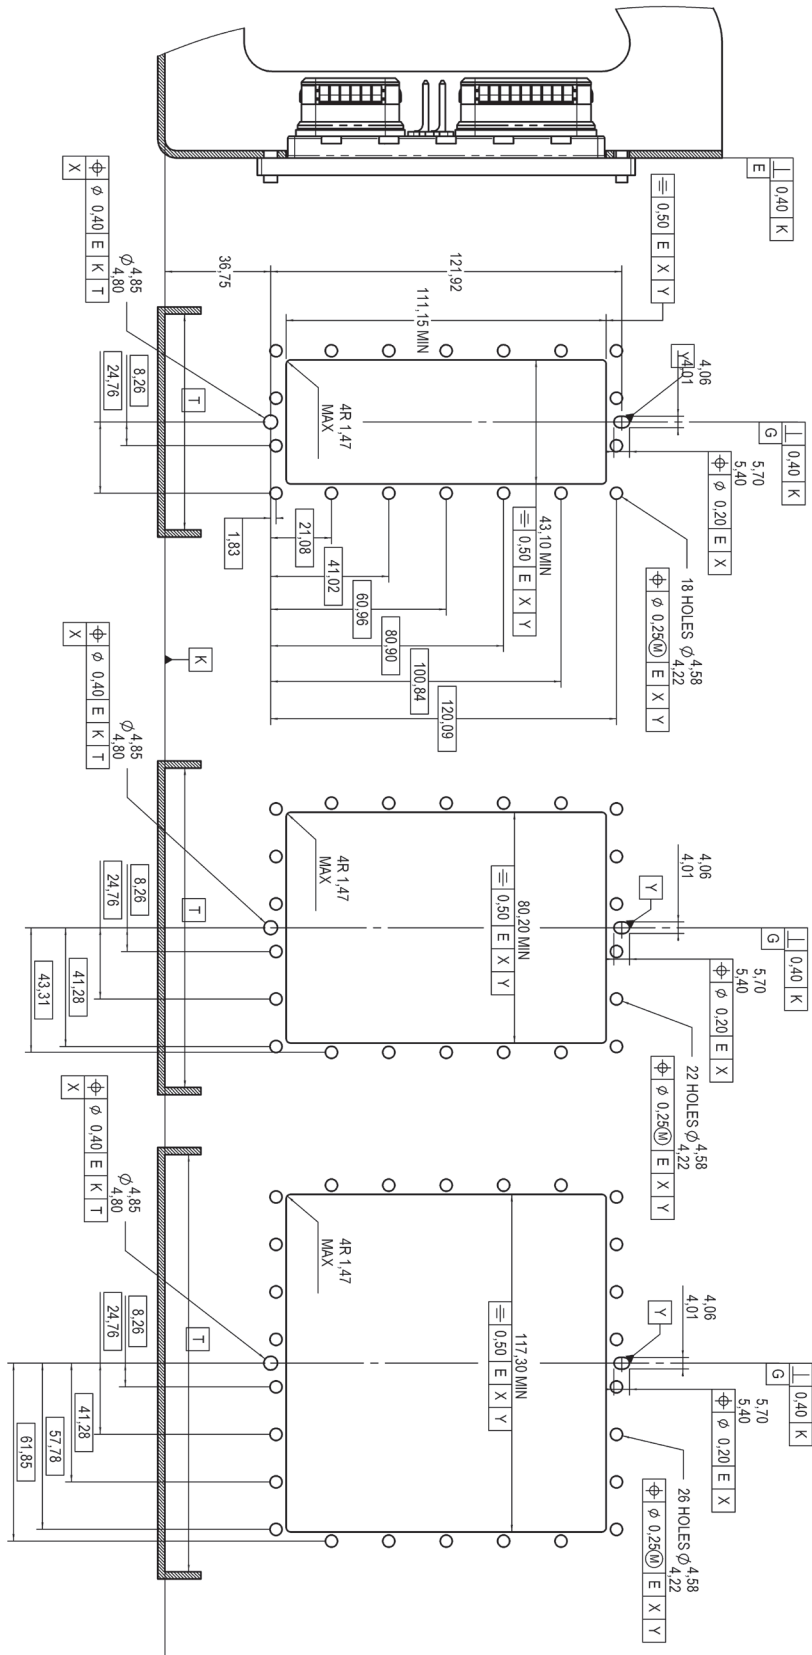 ⊥ 0,40 K
E
⌯ 0,50 E X Y
⌖ Ø 0,40 E K T
X
Ø 4,85
4,80
36,75
121,92
111,15 MIN
4,06
4,01
Y
⊥ 0,40 K
G
5,70
5,40
⌖ Ø 0,20 E X
8,26
24,76
T
4R 1,47
MAX
43,10 MIN
⌯ 0,50 E X Y
18 HOLES Ø 4,58
4,22
⌖ Ø 0,25Ⓜ E X Y
1,83
21,08
41,02
60,96
80,90
100,84
120,09
K
⌖ Ø 0,40 E K T
X
Ø 4,85
4,80
8,26
24,76
41,28
43,31
T
4R 1,47
MAX
80,20 MIN
⌯ 0,50 E X Y
4,06
4,01
Y
⊥ 0,40 K
G
5,70
5,40
⌖ Ø 0,20 E X
22 HOLES Ø 4,58
4,22
⌖ Ø 0,25Ⓜ E X Y
⌖ Ø 0,40 E K T
X
Ø 4,85
4,80
8,26
24,76
41,28
57,78
61,85
T
4R 1,47
MAX
117,30 MIN
⌯ 0,50 E X Y
4,06
4,01
Y
⊥ 0,40 K
G
5,70
5,40
⌖ Ø 0,20 E X
26 HOLES Ø 4,58
4,22
⌖ Ø 0,25Ⓜ E X Y